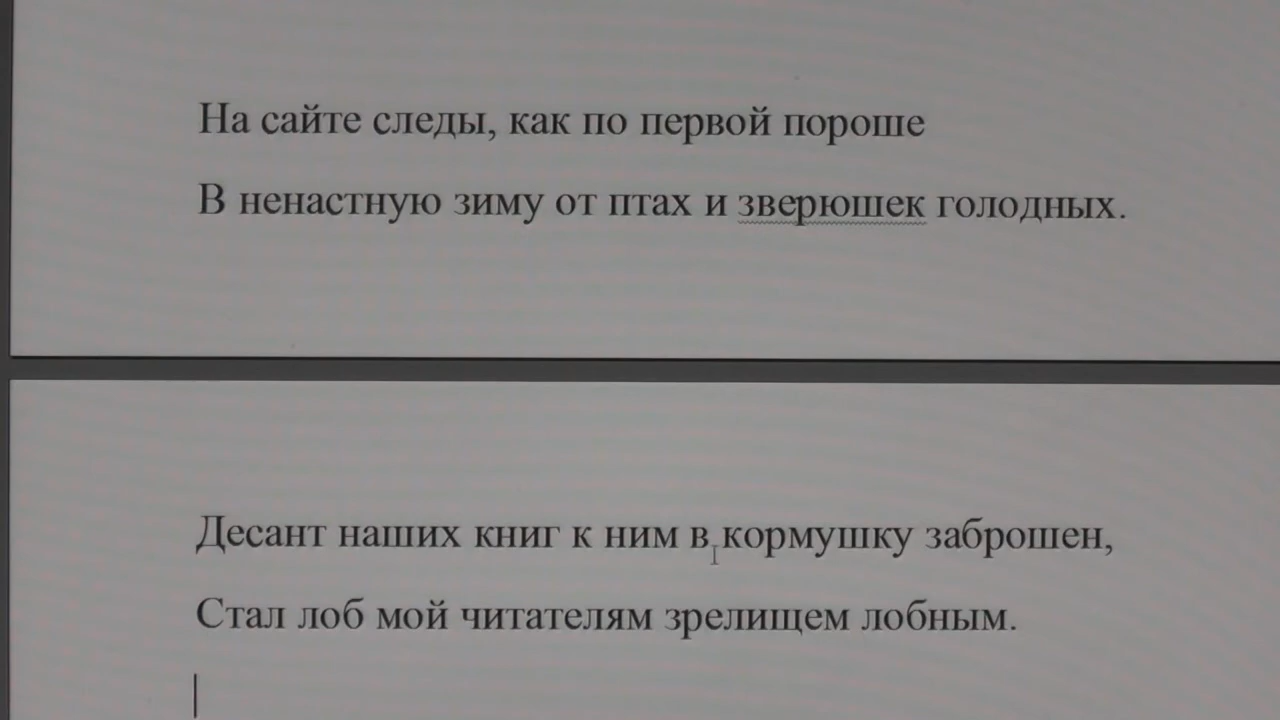 На сайте следы, как по первой пороше
В ненастную зиму от птах и зверюшек голодных.
Десант наших книг к ним в кормушку заброшен,
Стал лоб мой читателям зрелищем лобным.